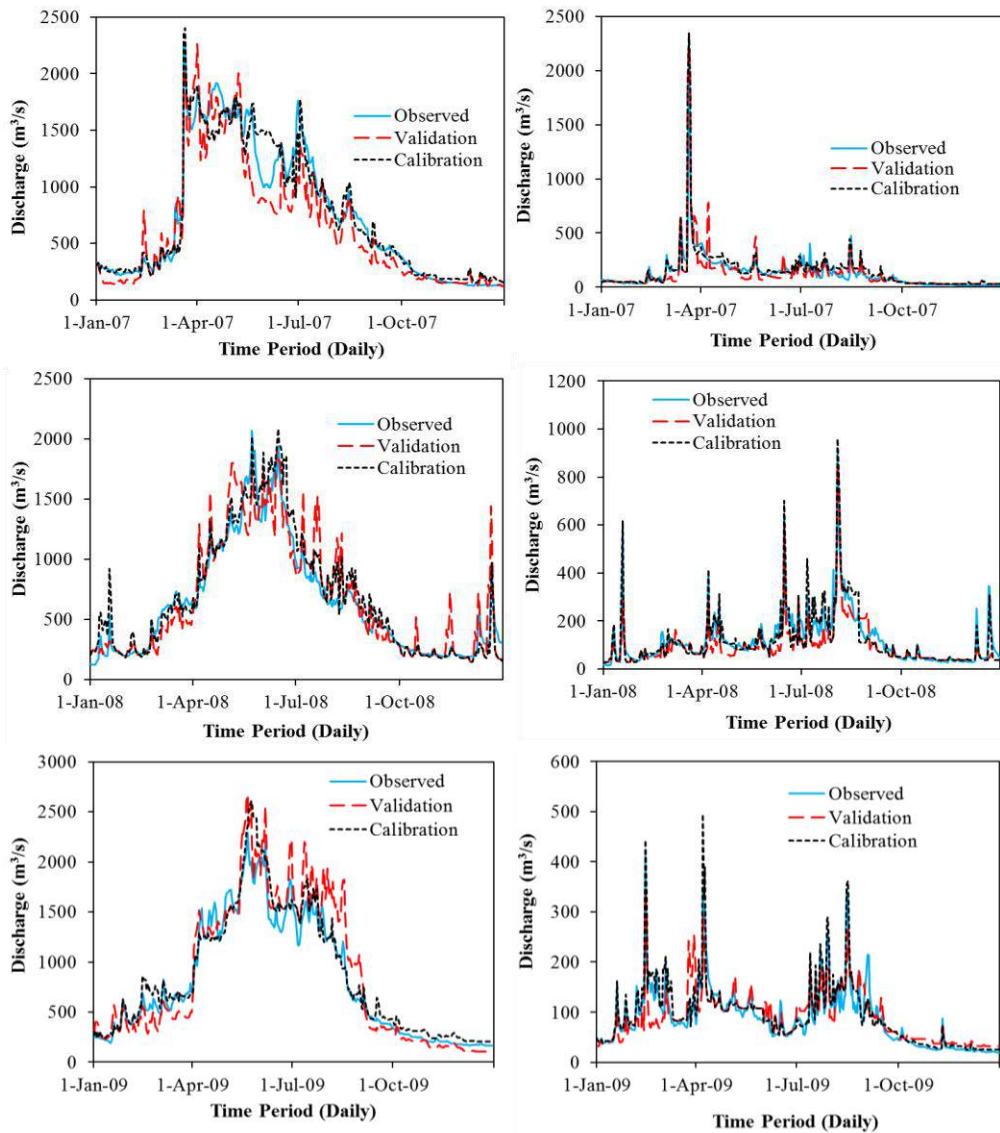 2500
2000
1500
1000
500
0
Discharge (m³/s)
Observed
Validation
Calibration
1-Jan-07 1-Apr-07 1-Jul-07 1-Oct-07
Time Period (Daily)
2500
2000
1500
1000
500
0
Discharge (m³/s)
Observed
Validation
Calibration
1-Jan-07 1-Apr-07 1-Jul-07 1-Oct-07
Time Period (Daily)
2500
2000
1500
1000
500
0
Discharge (m³/s)
Observed
Validation
Calibration
1-Jan-08 1-Apr-08 1-Jul-08 1-Oct-08
Time Period (Daily)
1200
1000
800
600
400
200
0
Discharge (m³/s)
Observed
Validation
Calibration
1-Jan-08 1-Apr-08 1-Jul-08 1-Oct-08
Time Period (Daily)
3000
2500
2000
1500
1000
500
0
Discharge (m³/s)
Observed
Validation
Calibration
1-Jan-09 1-Apr-09 1-Jul-09 1-Oct-09
Time Period (Daily)
600
500
400
300
200
100
0
Discharge (m³/s)
Observed
Validation
Calibration
1-Jan-09 1-Apr-09 1-Jul-09 1-Oct-09
Time Period (Daily)